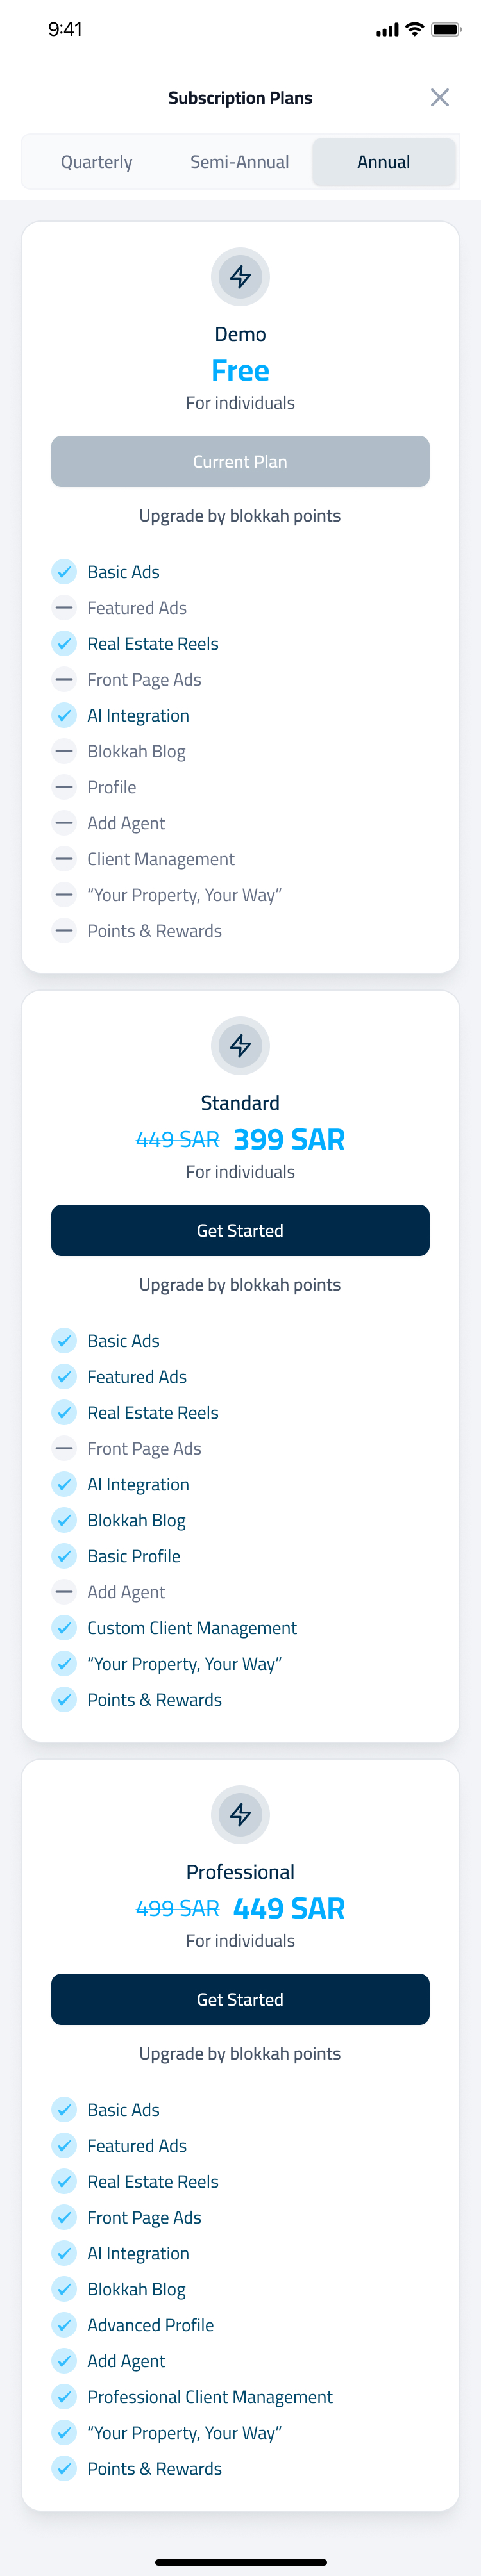 9:41
Subscription Plans
Quarterly Semi-Annual Annual
Demo
Free
For individuals
Current Plan
Upgrade by blokkah points
Basic Ads
Featured Ads
Real Estate Reels
Front Page Ads
AI Integration
Blokkah Blog
Profile
Add Agent
Client Management
“Your Property, Your Way”
Points & Rewards
Standard
449 SAR 399 SAR
For individuals
Get Started
Upgrade by blokkah points
Basic Ads
Featured Ads
Real Estate Reels
Front Page Ads
AI Integration
Blokkah Blog
Basic Profile
Add Agent
Custom Client Management
“Your Property, Your Way”
Points & Rewards
Professional
499 SAR 449 SAR
For individuals
Get Started
Upgrade by blokkah points
Basic Ads
Featured Ads
Real Estate Reels
Front Page Ads
AI Integration
Blokkah Blog
Advanced Profile
Add Agent
Professional Client Management
“Your Property, Your Way”
Points & Rewards